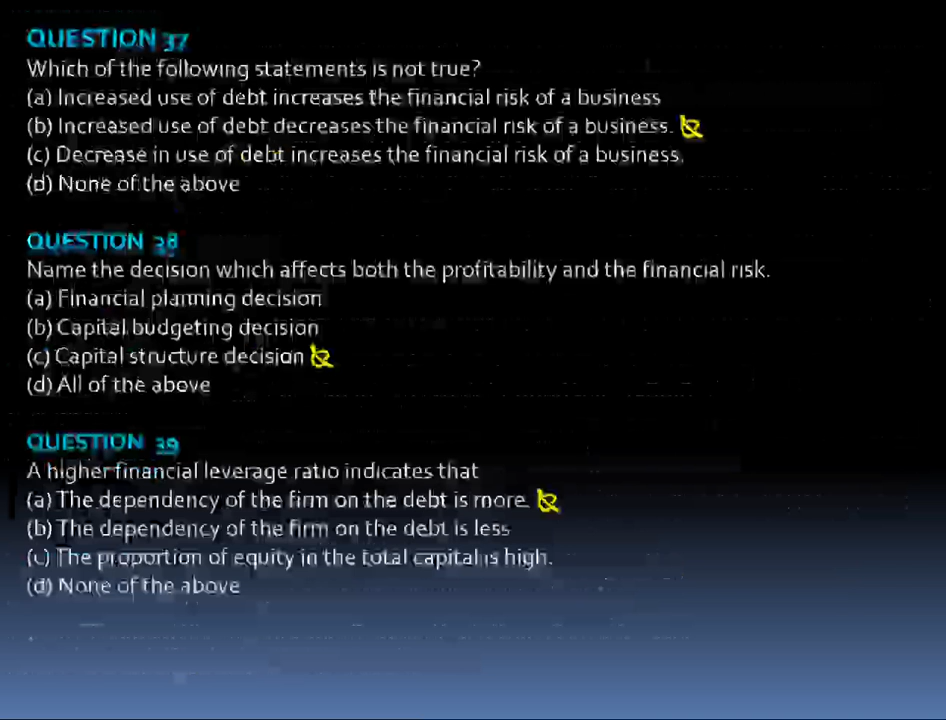 QUESTION 37
Which of the following statements is not true?
(a) Increased use of debt increases the financial risk of a business
(b) Increased use of debt decreases the financial risk of a business.
(c) Decrease in use of debt increases the financial risk of a business.
(d) None of the above
QUESTION 38
Name the decision which affects both the profitability and the financial risk.
(a) Financial planning decision
(b) Capital budgeting decision
(c) Capital structure decision
(d) All of the above
QUESTION 39
A higher financial leverage ratio indicates that
(a) The dependency of the firm on the debt is more.
(b) The dependency of the firm on the debt is less
(c) The proportion of equity in the total capital is high.
(d) None of the above